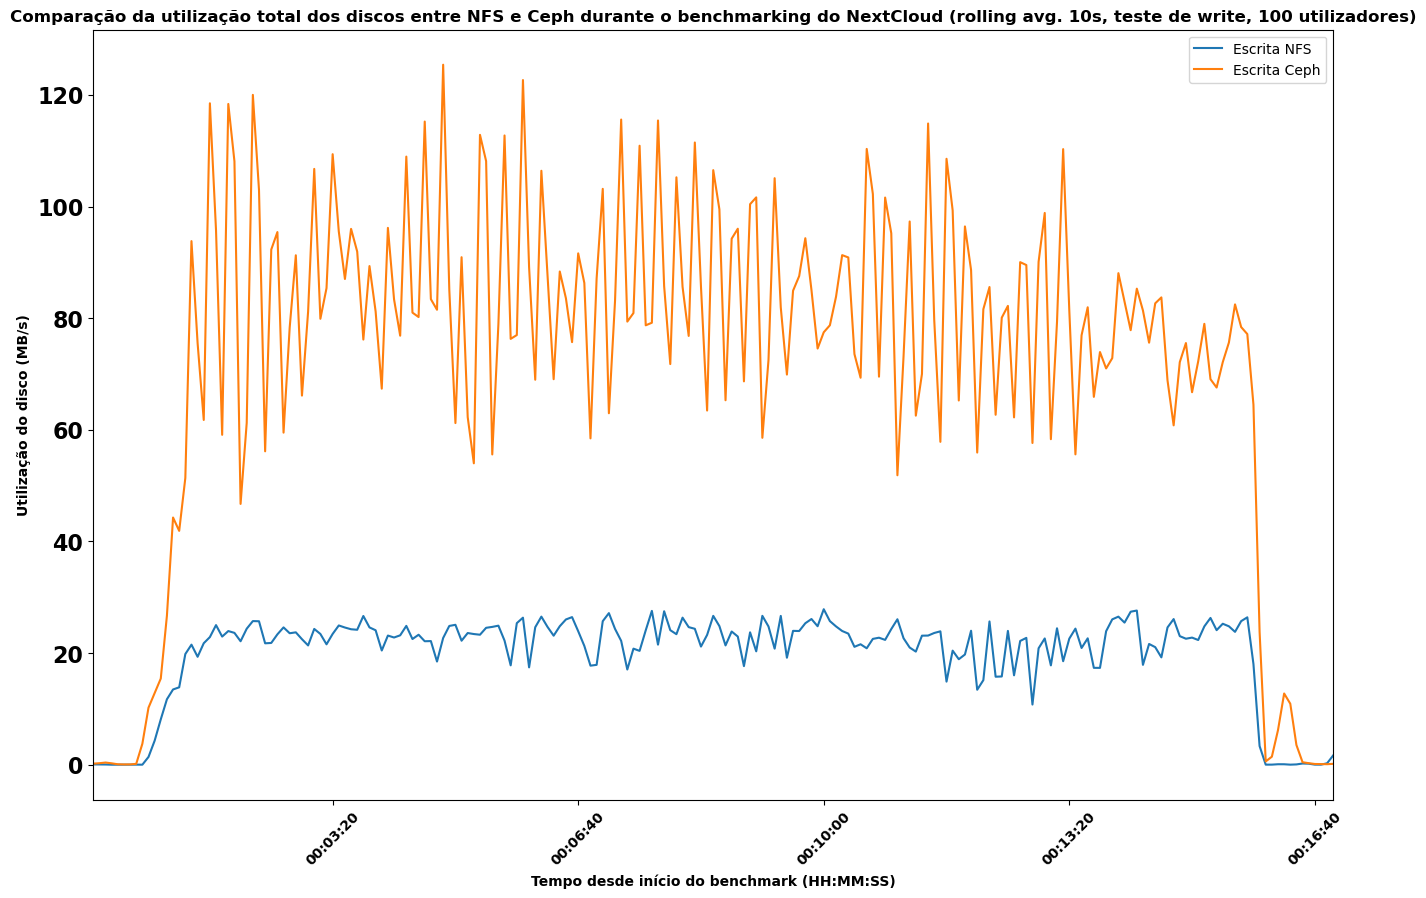 Comparação da utilização total dos discos entre NFS e Ceph durante o benchmarking do NextCloud (rolling avg. 10s, teste de write, 100 utilizadores)
Escrita NFS
Escrita Ceph
Utilização do disco (MB/s)
120
100
80
60
40
20
0
00:03:20
00:06:40
00:10:00
00:13:20
00:16:40
Tempo desde início do benchmark (HH:MM:SS)